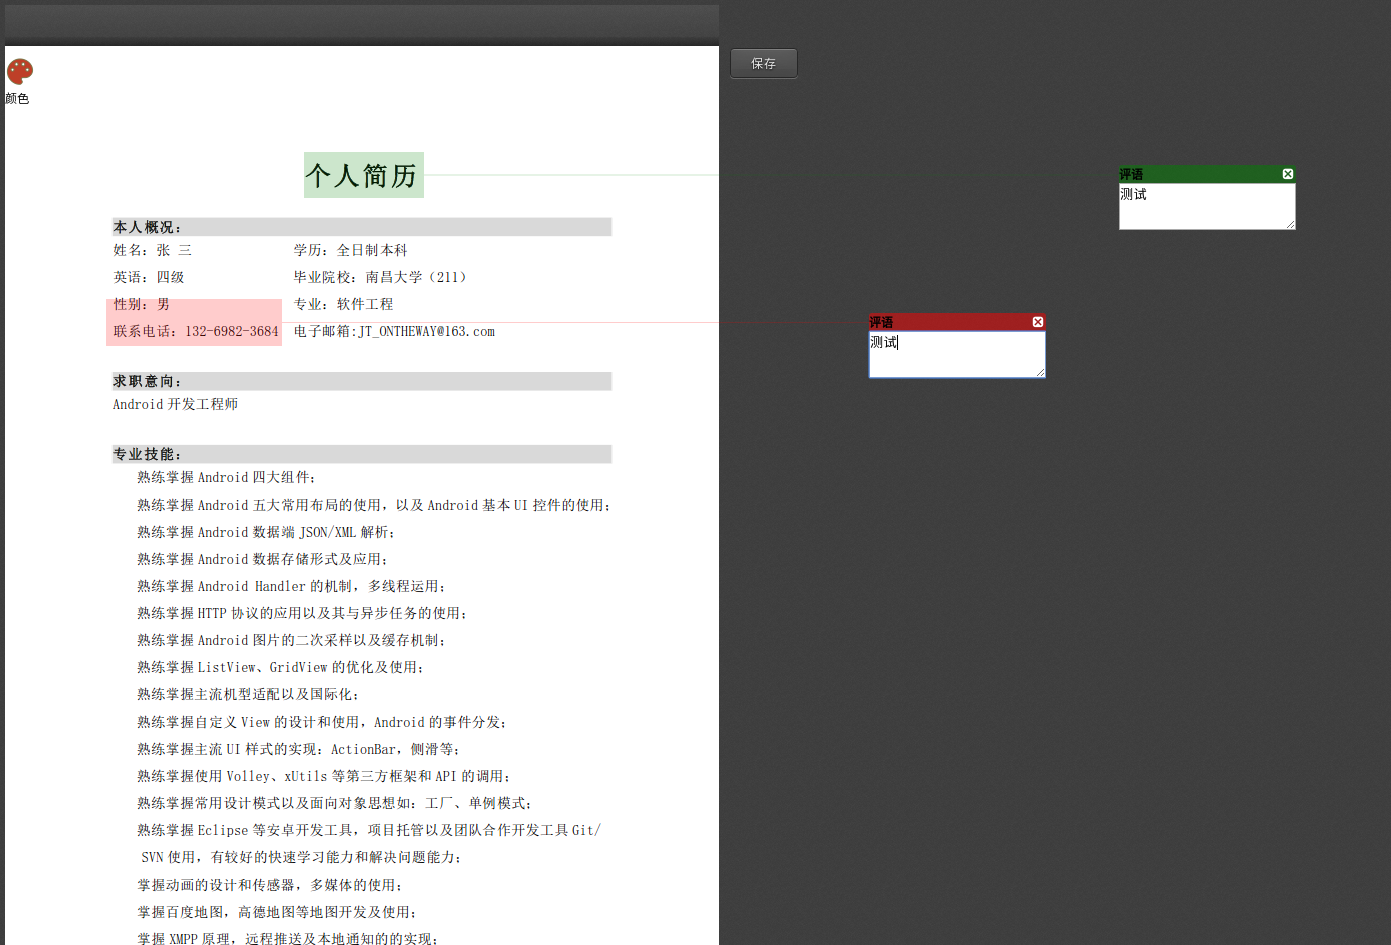 保存
颜色
个人简历
评语
测试
本人概况：
姓名：张 三 学历：全日制本科
英语：四级 毕业院校：南昌大学（211）
性别：男 专业：软件工程
联系电话：132-6982-3684 电子邮箱:JT_ONTHEWAY@163.com
评语
测试
求职意向：
Android 开发工程师
专业技能：
熟练掌握 Android 四大组件；
熟练掌握 Android 五大常用布局的使用，以及 Android 基本 UI 控件的使用；
熟练掌握 Android 数据端 JSON/XML 解析；
熟练掌握 Android 数据存储形式及应用；
熟练掌握 Android Handler 的机制，多线程运用；
熟练掌握 HTTP 协议的应用以及其与异步任务的使用；
熟练掌握 Android 图片的二次采样以及缓存机制；
熟练掌握 ListView、GridView 的优化及使用；
熟练掌握主流机型适配以及国际化；
熟练掌握自定义 View 的设计和使用，Android 的事件分发；
熟练掌握主流 UI 样式的实现：ActionBar，侧滑等；
熟练掌握使用 Volley、xUtils 等第三方框架和 API 的调用；
熟练掌握常用设计模式以及面向对象思想如：工厂、单例模式；
熟练掌握 Eclipse 等安卓开发工具，项目托管以及团队合作开发工具 Git/
SVN 使用，有较好的快速学习能力和解决问题能力；
掌握动画的设计和传感器，多媒体的使用；
掌握百度地图，高德地图等地图开发及使用；
掌握 XMPP 原理，远程推送及本地通知的的实现；